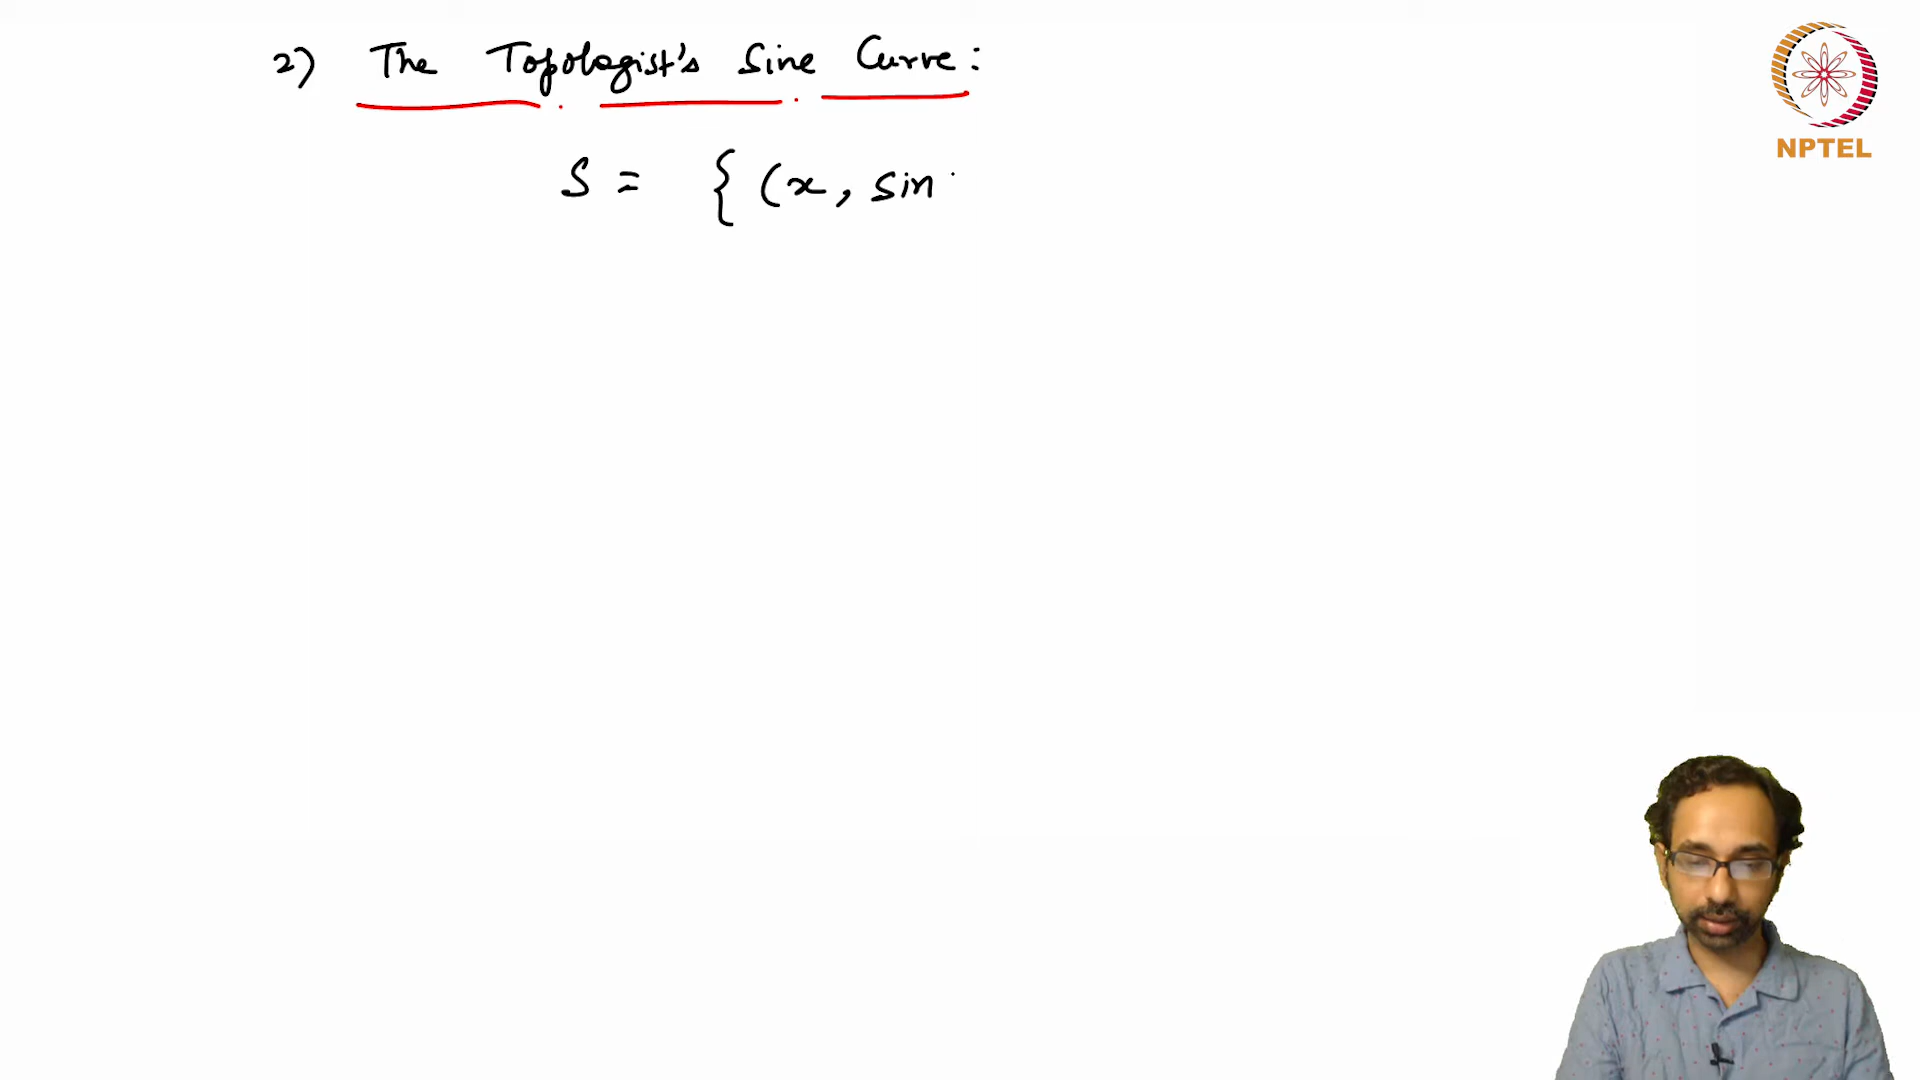 2) The Topologist's Sine Curve:
S = { (x, sin
NPTEL